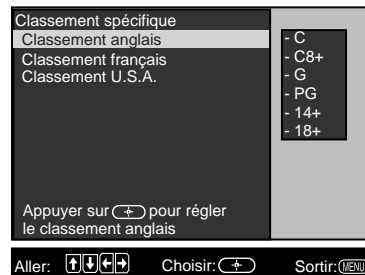 Classement spécifique
Classement anglais
Classement français
Classement U.S.A.
- C
- C8+
- G
- PG
- 14+
- 18+
Appuyer sur pour régler
le classement anglais
Aller: Choisir: Sortir: MENU